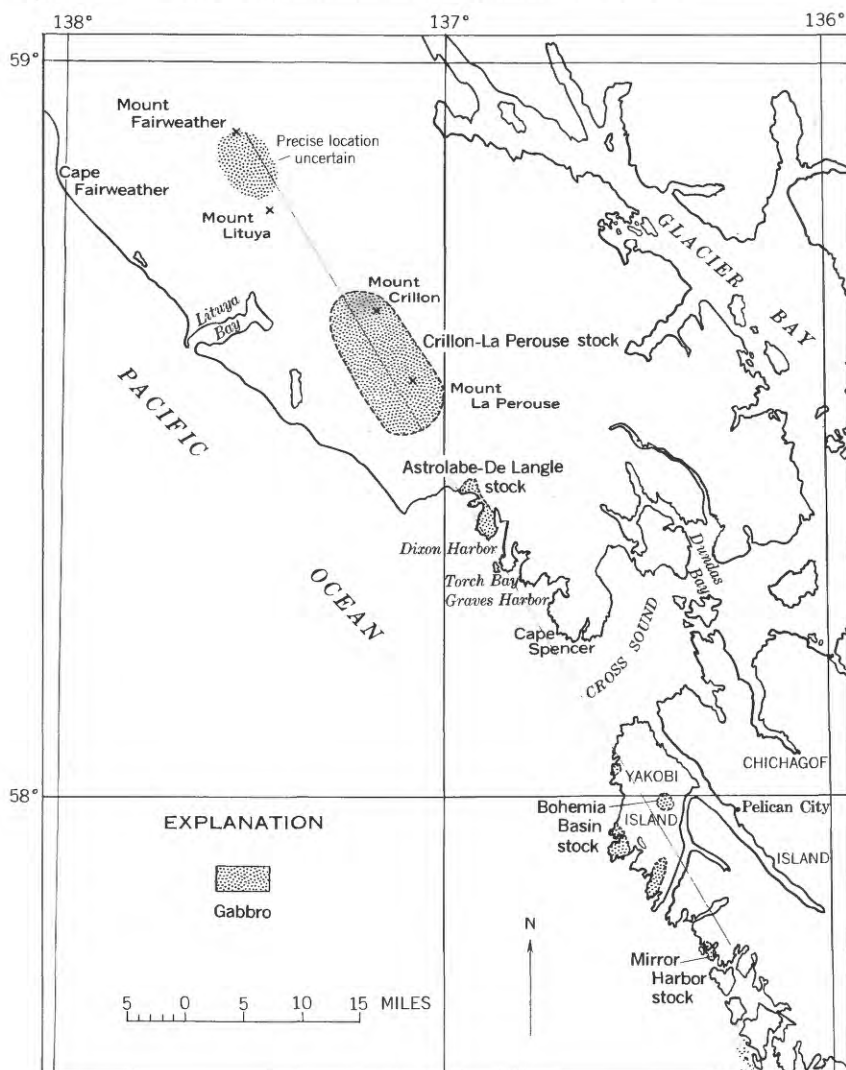 138° 137° 136°
59°
Mount
Fairweather
Precise location
uncertain
Cape
Fairweather
Mount
Lituya
GLACIER
BAY
Mount
Crillon
Lituya
Bay
Crillon-La Perouse stock
Mount
La Perouse
PACIFIC
OCEAN
Astrolabe-De Langle
stock
Dixon Harbor
Torch Bay
Graves Harbor
Dundas
Bay
Cape
Spencer
CROSS SOUND
CHICHAGOF
ISLAND
58°
YAKOBI
ISLAND
Bohemia
Basin
stock
Pelican City
EXPLANATION
Gabbro
N
Mirror
Harbor
stock
5 0 5 10 15 MILES